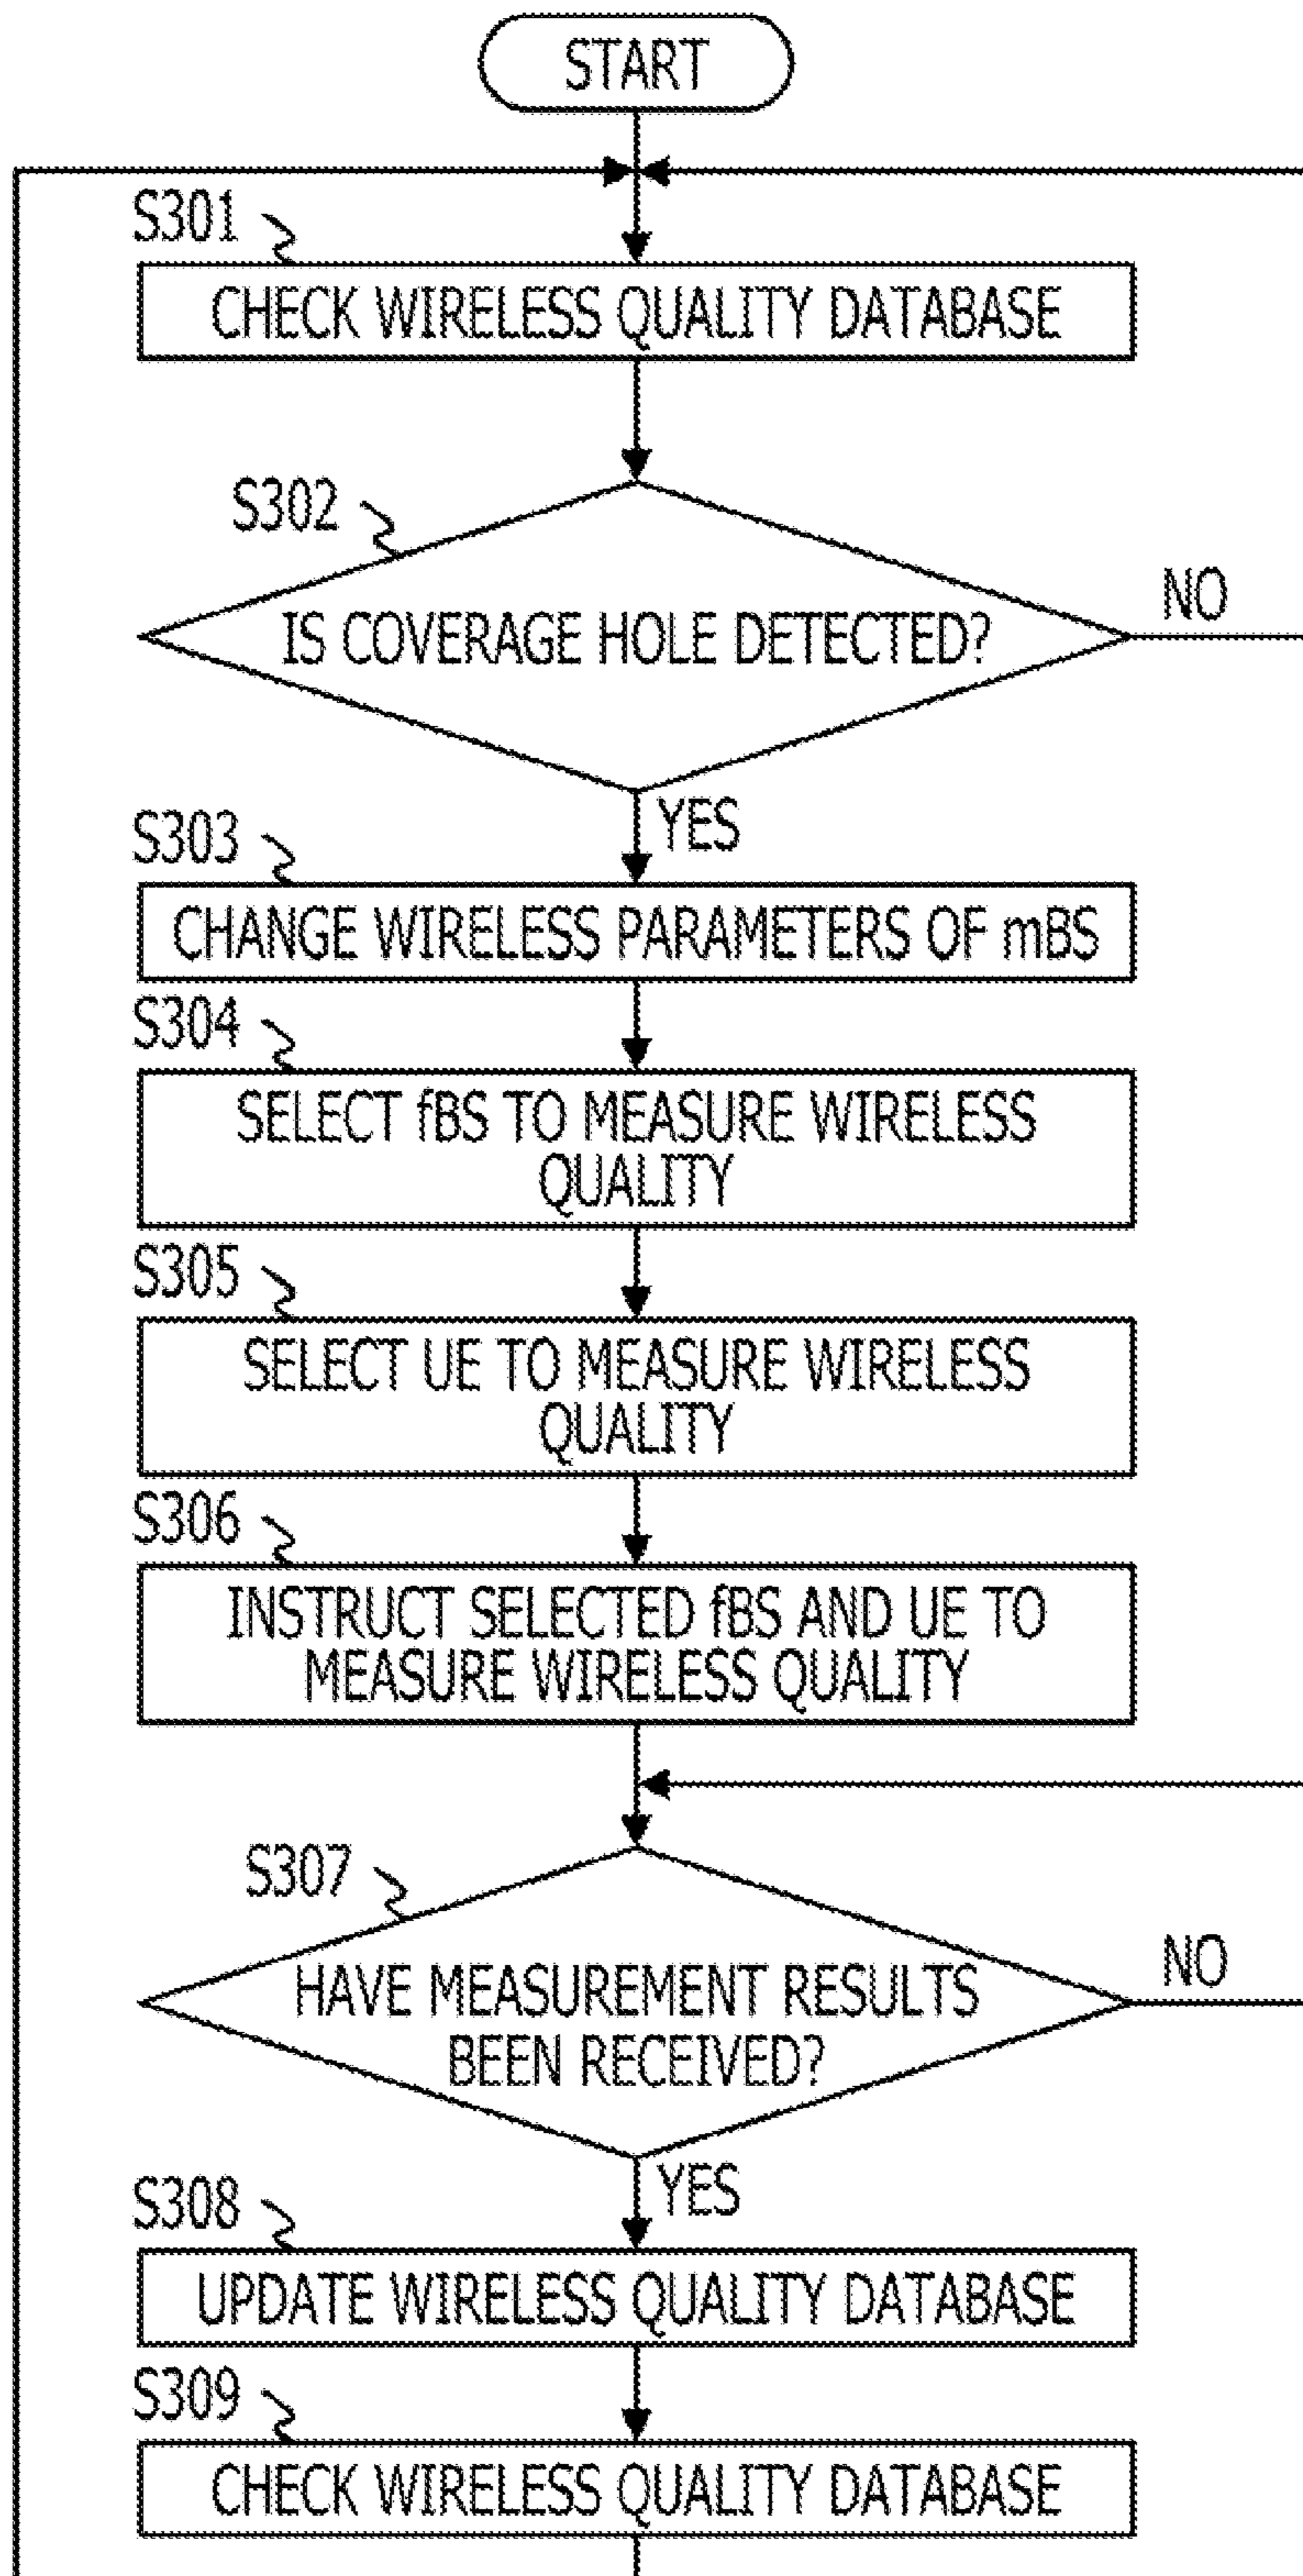 START
S301
CHECK WIRELESS QUALITY DATABASE
S302
IS COVERAGE HOLE DETECTED?
NO
YES
S303
CHANGE WIRELESS PARAMETERS OF mBS
S304
SELECT fBS TO MEASURE WIRELESS
QUALITY
S305
SELECT UE TO MEASURE WIRELESS
QUALITY
S306
INSTRUCT SELECTED fBS AND UE TO
MEASURE WIRELESS QUALITY
S307
HAVE MEASUREMENT RESULTS
BEEN RECEIVED?
NO
YES
S308
UPDATE WIRELESS QUALITY DATABASE
S309
CHECK WIRELESS QUALITY DATABASE